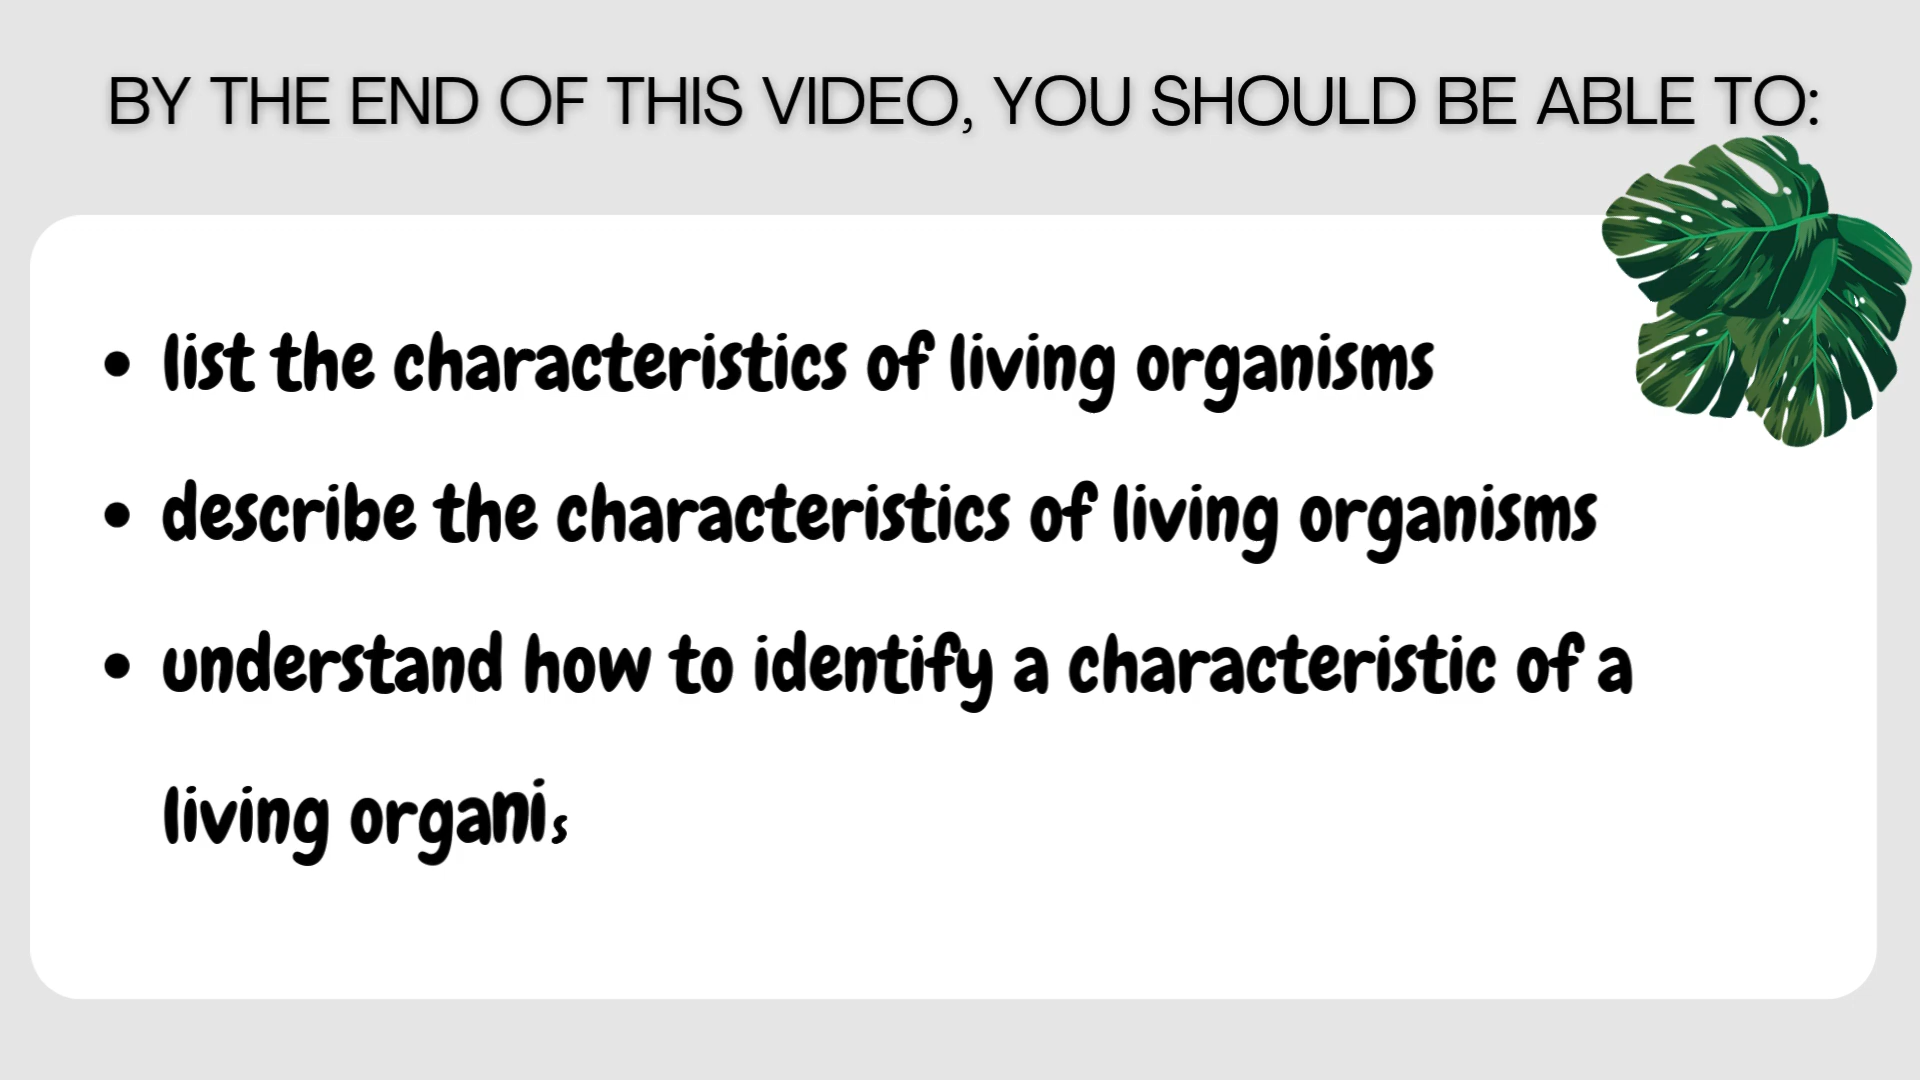 BY THE END OF THIS VIDEO, YOU SHOULD BE ABLE TO:
• list the characteristics of living organisms
• describe the characteristics of living organisms
• understand how to identify a characteristic of a
living organis